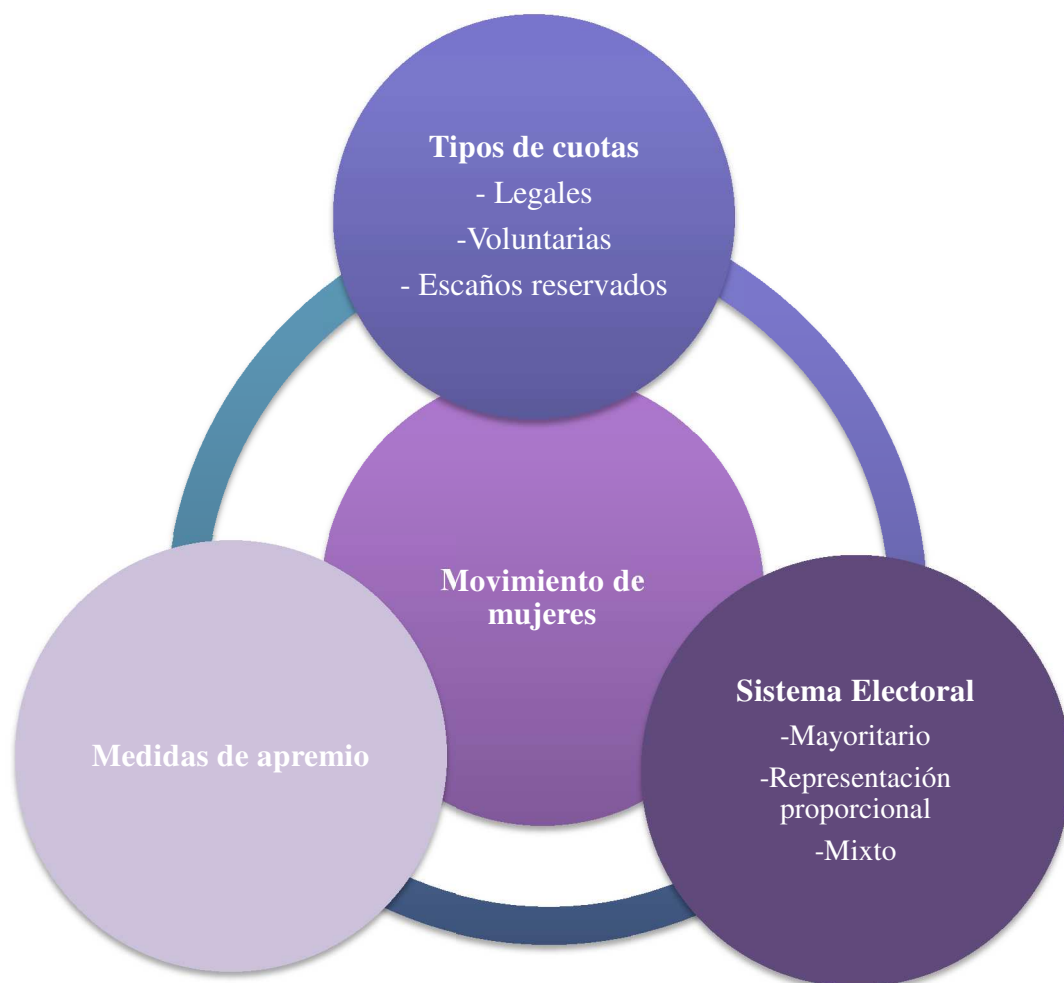 Tipos de cuotas
- Legales
-Voluntarias
- Escaños reservados
Movimiento de
mujeres
Medidas de apremio
Sistema Electoral
-Mayoritario
-Representación
proporcional
-Mixto